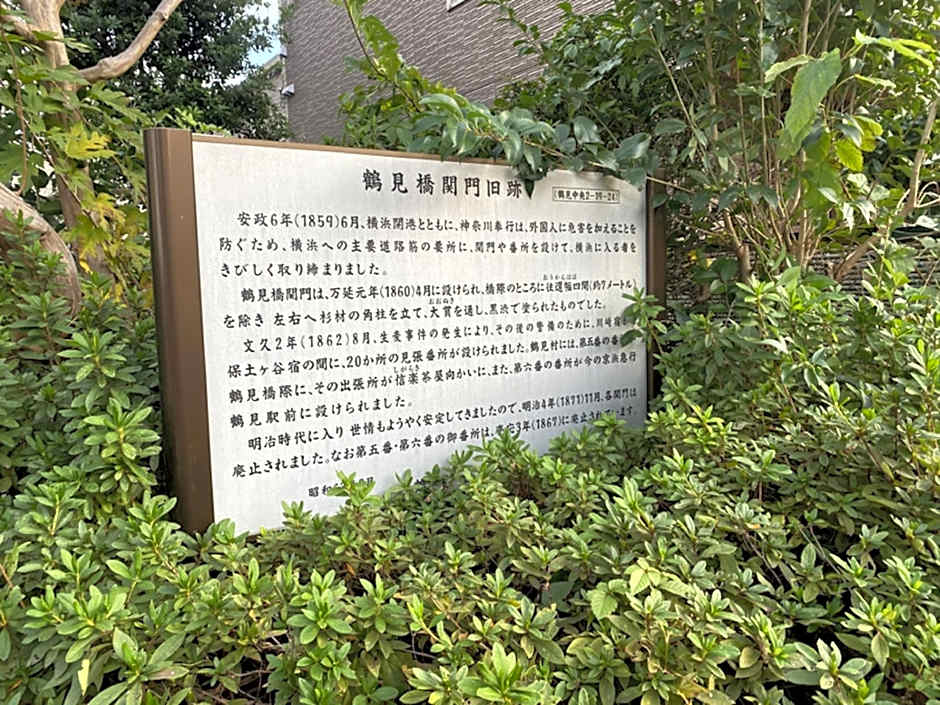 鶴見橋関門旧跡
(鶴見中央2-19-24)
安政6年(1859)6月、横浜開港とともに、神奈川奉行は、外国人に危害を加えることを
防ぐため、横浜への主要道路筋の要所に、関門や番所を設けて、横浜に入る者を
きびしく取り締まりました。
鶴見橋関門は、万延元年(1860)4月に設けられ、橋際のところに往還幅四間(約7メートル)
おうかんはば
を除き 左右へ杉材の角柱を立て、大貫を通し、黒渋で塗られたものでした。
おおぬき
文久2年(1862)8月、生麦事件の発生により、その後の警備のために、川崎宿
保土ヶ谷宿の間に、20か所の見張番所が設けられました。鶴見村には、第五番の番
鶴見橋際に、その出張所が信楽茶屋向かいに、また、第六番の番所が今の京浜急行
しがらき
鶴見駅前に設けられました。
明治時代に入り 世情もようやく安定してきましたので、明治4年(1871)11月、各関門は
廃止されました。なお第五番・第六番の御番所は、慶応3年(1867)に廃止されています。
昭和